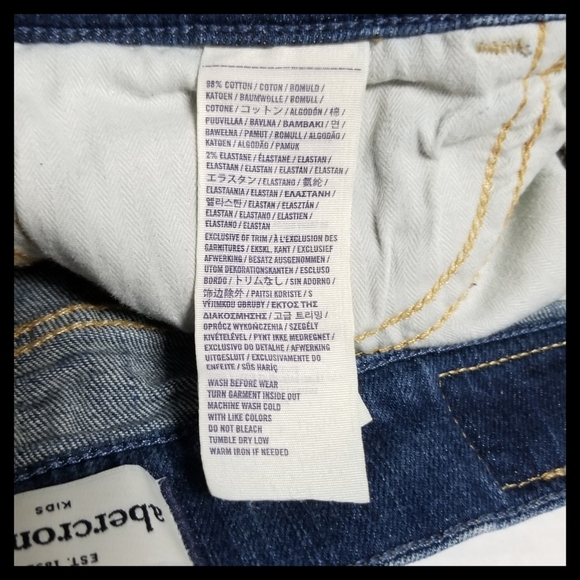 98% COTTON / COTON / BOMULD /
KATOEN / BAUMWOLLE / BOMULL /
COTONE / コットン / ALGODÓN / 棉 /
PUUVILLAA / BAVLNA / ΒΑΜΒΑΚΙ / 면 /
BAWEŁNA / PAMUT / BOMULL / ALGODÃO /
KATOEN / ALGODÃO / PAMUK
2% ELASTANE / ÉLASTANE / ELASTAN /
ELASTAAN / ELASTAN / ELASTAN / ELASTAN /
エラスタン / ELASTANO / 氨纶 /
ELASTAANIA / ELASTAN / ΕΛΑΣΤΑΝΗ /
엘라스탄 / ELASTAN / ELASZTÁN /
ELASTAN / ELASTANO / ELASTIEN /
ELASTANO / ELASTAN
EXCLUSIVE OF TRIM / À L'EXCLUSION DES
GARNITURES / EKSKL. KANT / EXCLUSIEF
AFWERKING / BESATZ AUSGENOMMEN /
UTOM DEKORATIONSKANTEN / ESCLUSO
BORDO / トリムなし / SIN ADORNO /
饰边除外 / PAITSI KORISTE / S
VÝJIMKOU OBRUBY / ΕΚΤΟΣ ΤΗΣ
ΔΙΑΚΟΣΜΗΣΗΣ / 고급 트리밍 /
OPRÓCZ WYKOŃCZENIA / SZEGÉLY
KIVÉTELÉVEL / PYNT IKKE MEDREGNET /
EXCLUSIVO DO DETALHE / AFWERKING
UITGESLUIT / EXCLUSIVAMENTE DO
ENFEITE / SÜS HARİÇ
WASH BEFORE WEAR
TURN GARMENT INSIDE OUT
MACHINE WASH COLD
WITH LIKE COLORS
DO NOT BLEACH
TUMBLE DRY LOW
WARM IRON IF NEEDED
abercrom
KIDS
EST. 189